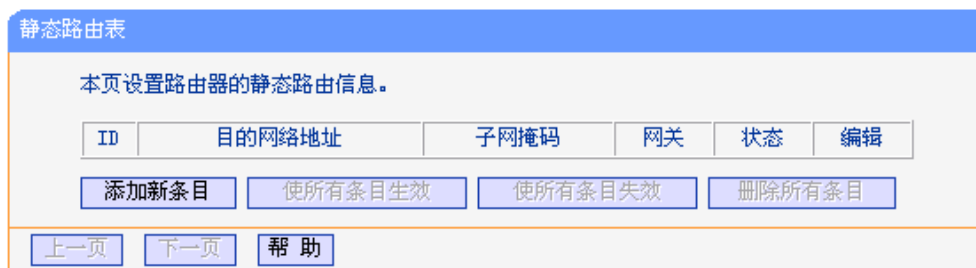 静态路由表
本页设置路由器的静态路由信息。
ID 目的网络地址 子网掩码 网关 状态 编辑
添加新条目 使所有条目生效 使所有条目失效 删除所有条目
上一页 下一页 帮 助